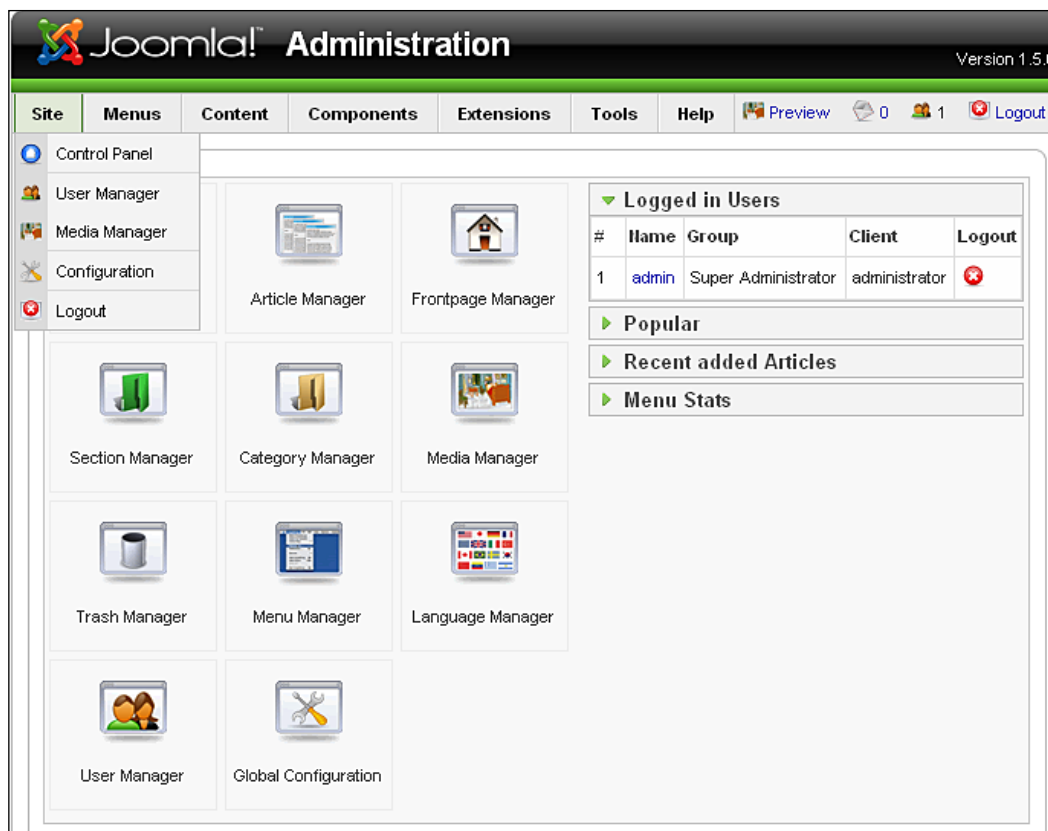 Joomla!™ Administration
Version 1.5.
Site Menus Content Components Extensions Tools Help Preview 0 1 Logout
Control Panel
User Manager
Media Manager
Configuration
Logout
Article Manager Frontpage Manager
Section Manager Category Manager Media Manager
Trash Manager Menu Manager Language Manager
User Manager Global Configuration
Logged in Users
# Name Group Client Logout
1 admin Super Administrator administrator
Popular
Recent added Articles
Menu Stats